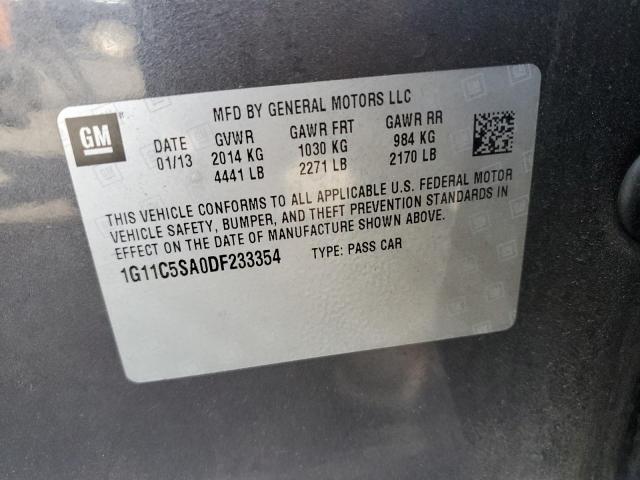 MFD BY GENERAL MOTORS LLC
GM
DATE GVWR GAWR FRT GAWR RR
01/13 2014 KG 1030 KG 984 KG
4441 LB 2271 LB 2170 LB
THIS VEHICLE CONFORMS TO ALL APPLICABLE U.S. FEDERAL MOTOR
VEHICLE SAFETY, BUMPER, AND THEFT PREVENTION STANDARDS IN
EFFECT ON THE DATE OF MANUFACTURE SHOWN ABOVE.
1G11C5SA0DF233354 TYPE: PASS CAR